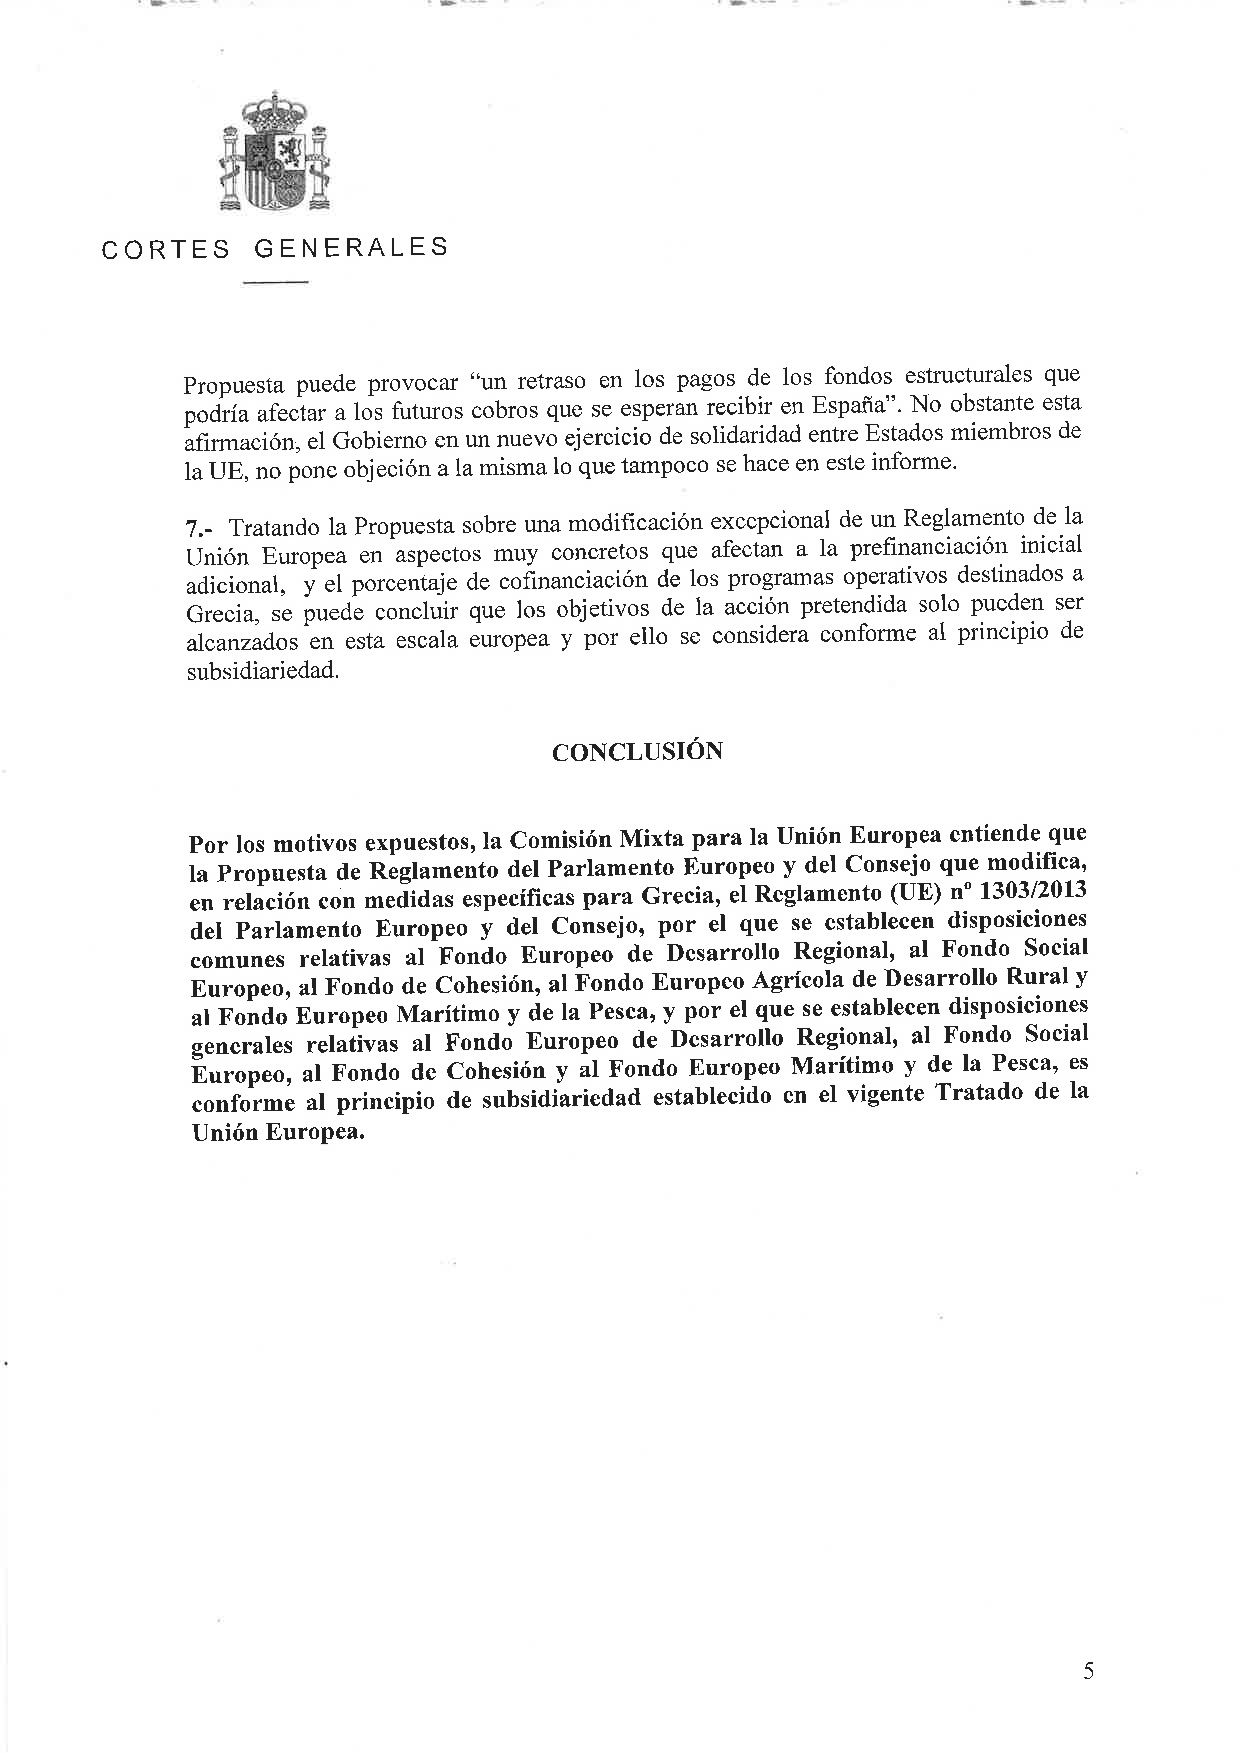 CORTES GENERALES
Propuesta puede provocar “un retraso en los pagos de los fondos estructurales que
podría afectar a los futuros cobros que se esperan recibir en España”. No obstante esta
afirmación, el Gobierno en un nuevo ejercicio de solidaridad entre Estados miembros de
la UE, no pone objeción a la misma lo que tampoco se hace en este informe.
7.- Tratando la Propuesta sobre una modificación excepcional de un Reglamento de la
Unión Europea en aspectos muy concretos que afectan a la prefinanciación inicial
adicional, y el porcentaje de cofinanciación de los programas operativos destinados a
Grecia, se puede concluir que los objetivos de la acción pretendida solo pueden ser
alcanzados en esta escala europea y por ello se considera conforme al principio de
subsidiariedad.
CONCLUSIÓN
Por los motivos expuestos, la Comisión Mixta para la Unión Europea entiende que
la Propuesta de Reglamento del Parlamento Europeo y del Consejo que modifica,
en relación con medidas específicas para Grecia, el Reglamento (UE) nº 1303/2013
del Parlamento Europeo y del Consejo, por el que se establecen disposiciones
comunes relativas al Fondo Europeo de Desarrollo Regional, al Fondo Social
Europeo, al Fondo de Cohesión, al Fondo Europeo Agrícola de Desarrollo Rural y
al Fondo Europeo Marítimo y de la Pesca, y por el que se establecen disposiciones
generales relativas al Fondo Europeo de Desarrollo Regional, al Fondo Social
Europeo, al Fondo de Cohesión y al Fondo Europeo Marítimo y de la Pesca, es
conforme al principio de subsidiariedad establecido en el vigente Tratado de la
Unión Europea.
5